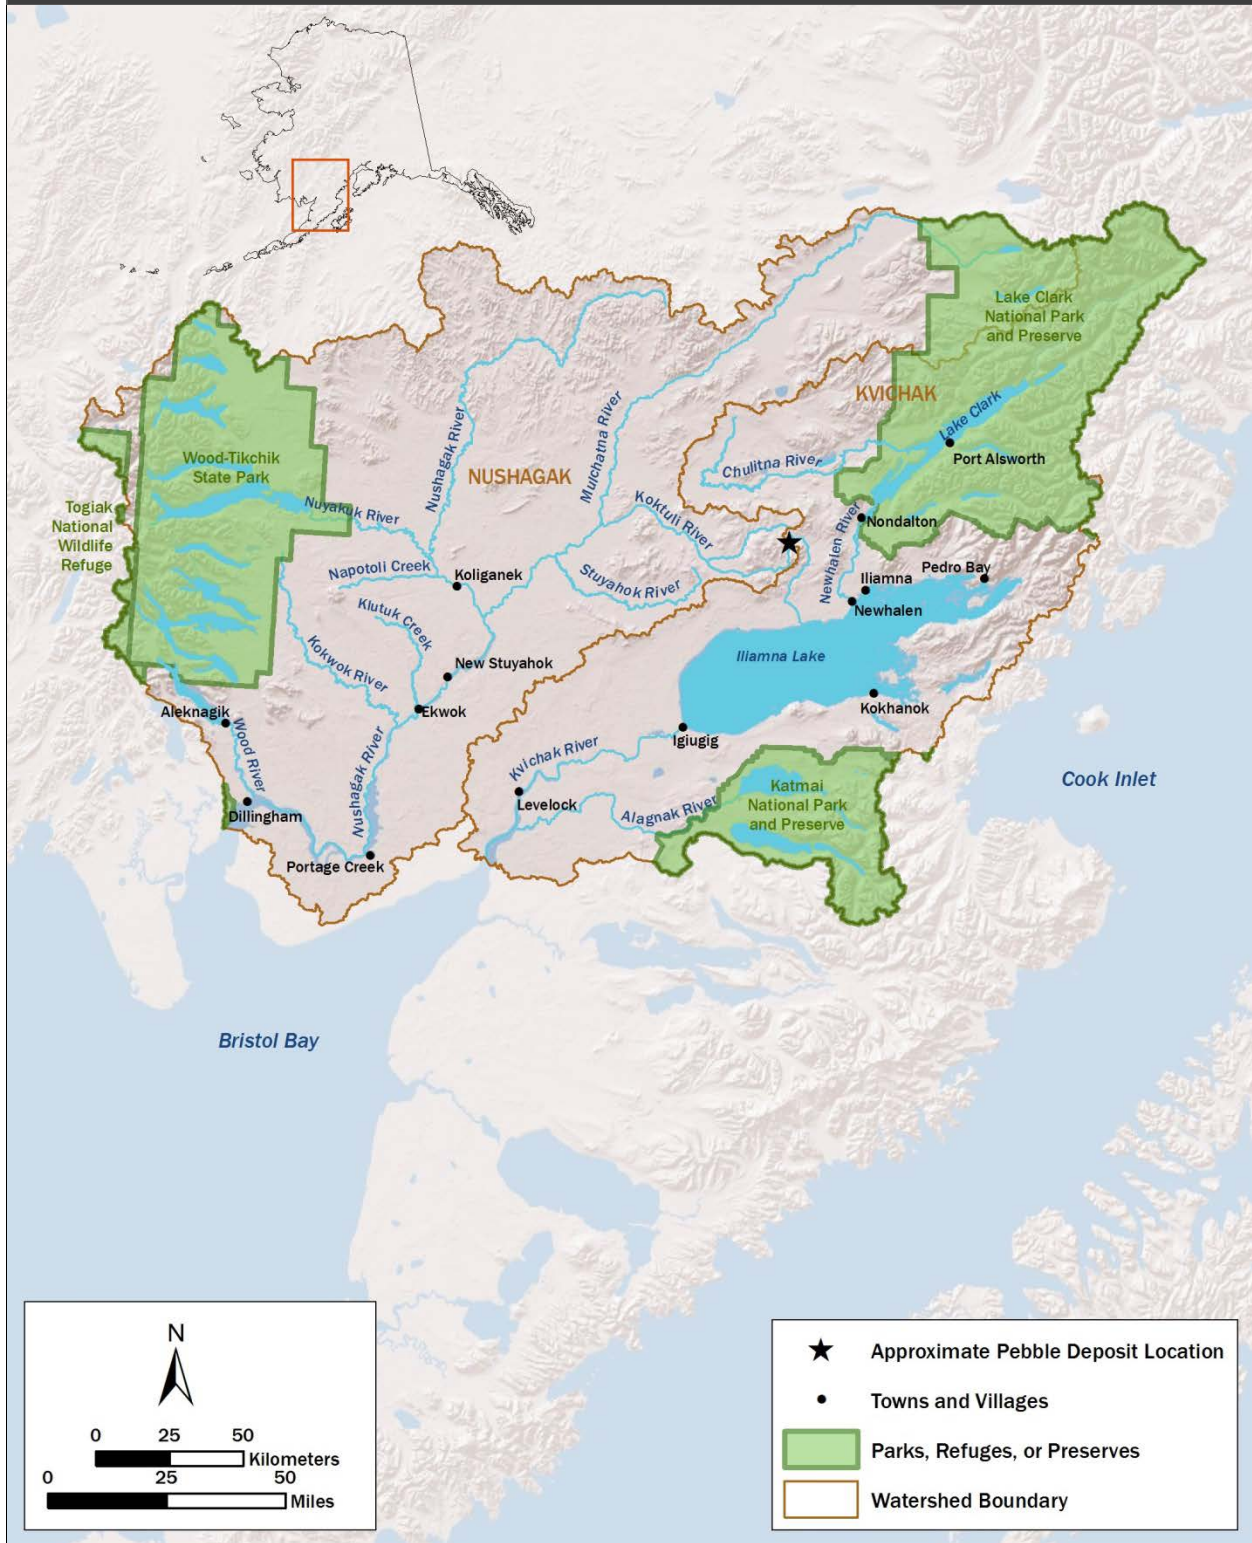 Lake Clark
National Park
and Preserve
KVICHAK
Lake Clark
Port Alsworth
Wood-Tikchik
State Park
Nushagak River
NUSHAGAK
Mulchatna River
Chulitna River
Togiak
National
Wildlife
Refuge
Nuyakuk River
Koktuli River
Newhalen River
Nondalton
Napotoli Creek
Koliganek
Stuyahok River
Iliamna
Pedro Bay
Newhalen
Klutuk Creek
Kokwok River
New Stuyahok
Iliamna Lake
Aleknagik
Ekwok
Kokhanok
Wood River
Nushagak River
Igiugig
Kvichak River
Cook Inlet
Levelock
Alagnak River
Katmai
National Park
and Preserve
Dillingham
Portage Creek
Bristol Bay
N
0 25 50
Kilometers
0 25 50
Miles
Approximate Pebble Deposit Location
Towns and Villages
Parks, Refuges, or Preserves
Watershed Boundary